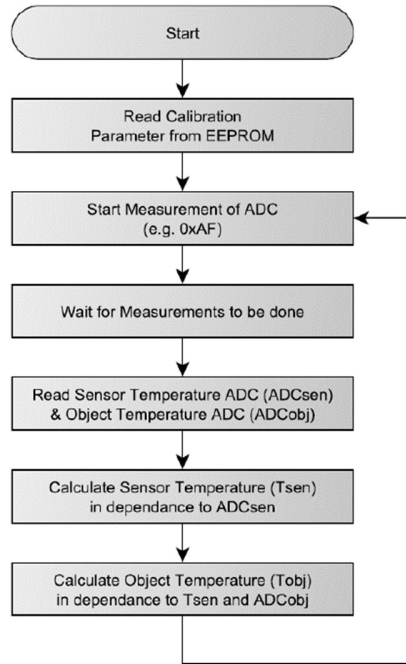 Start
Read Calibration
Parameter from EEPROM
Start Measurement of ADC
(e.g. 0xAF)
Wait for Measurements to be done
Read Sensor Temperature ADC (ADCsen)
& Object Temperature ADC (ADCobj)
Calculate Sensor Temperature (Tsen)
in dependance to ADCsen
Calculate Object Temperature (Tobj)
in dependance to Tsen and ADCobj